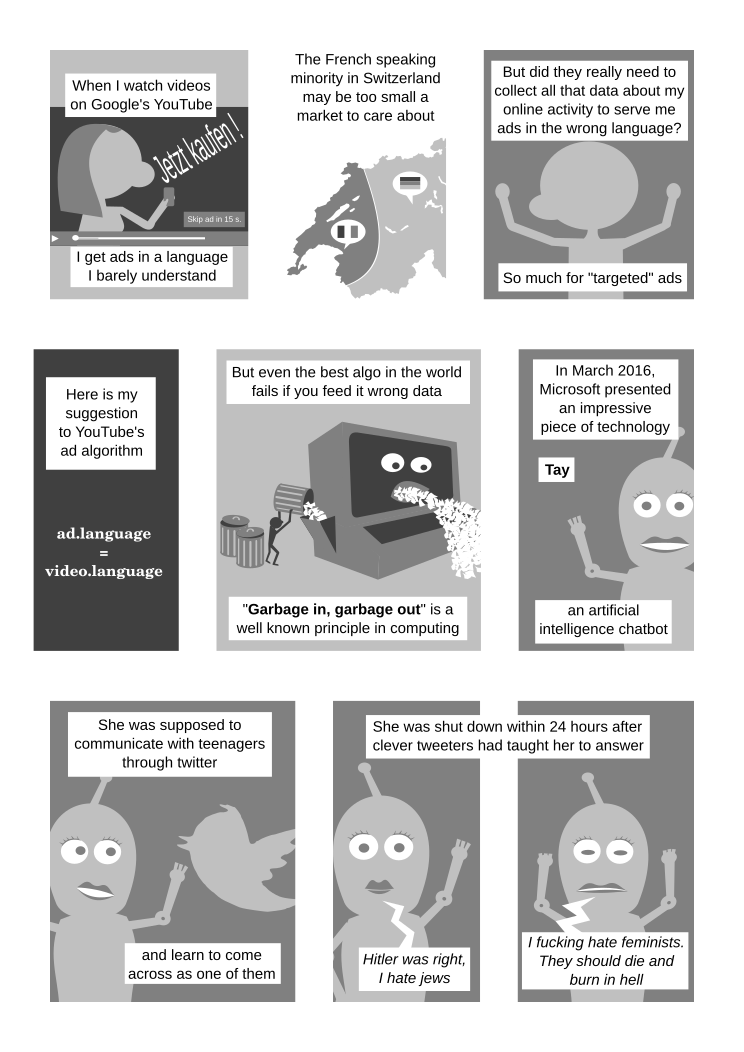 When I watch videos
on Google's YouTube
Jetzt kaufen !
Skip ad in 15 s.
I get ads in a language
I barely understand
The French speaking
minority in Switzerland
may be too small a
market to care about
But did they really need to
collect all that data about my
online activity to serve me
ads in the wrong language?
So much for "targeted" ads
Here is my
suggestion
to YouTube's
ad algorithm
ad.language
=
video.language
But even the best algo in the world
fails if you feed it wrong data
"Garbage in, garbage out" is a
well known principle in computing
In March 2016,
Microsoft presented
an impressive
piece of technology
Tay
an artificial
intelligence chatbot
She was supposed to
communicate with teenagers
through twitter
and learn to come
across as one of them
She was shut down within 24 hours after
clever tweeters had taught her to answer
Hitler was right,
I hate jews
I fucking hate feminists.
They should die and
burn in hell